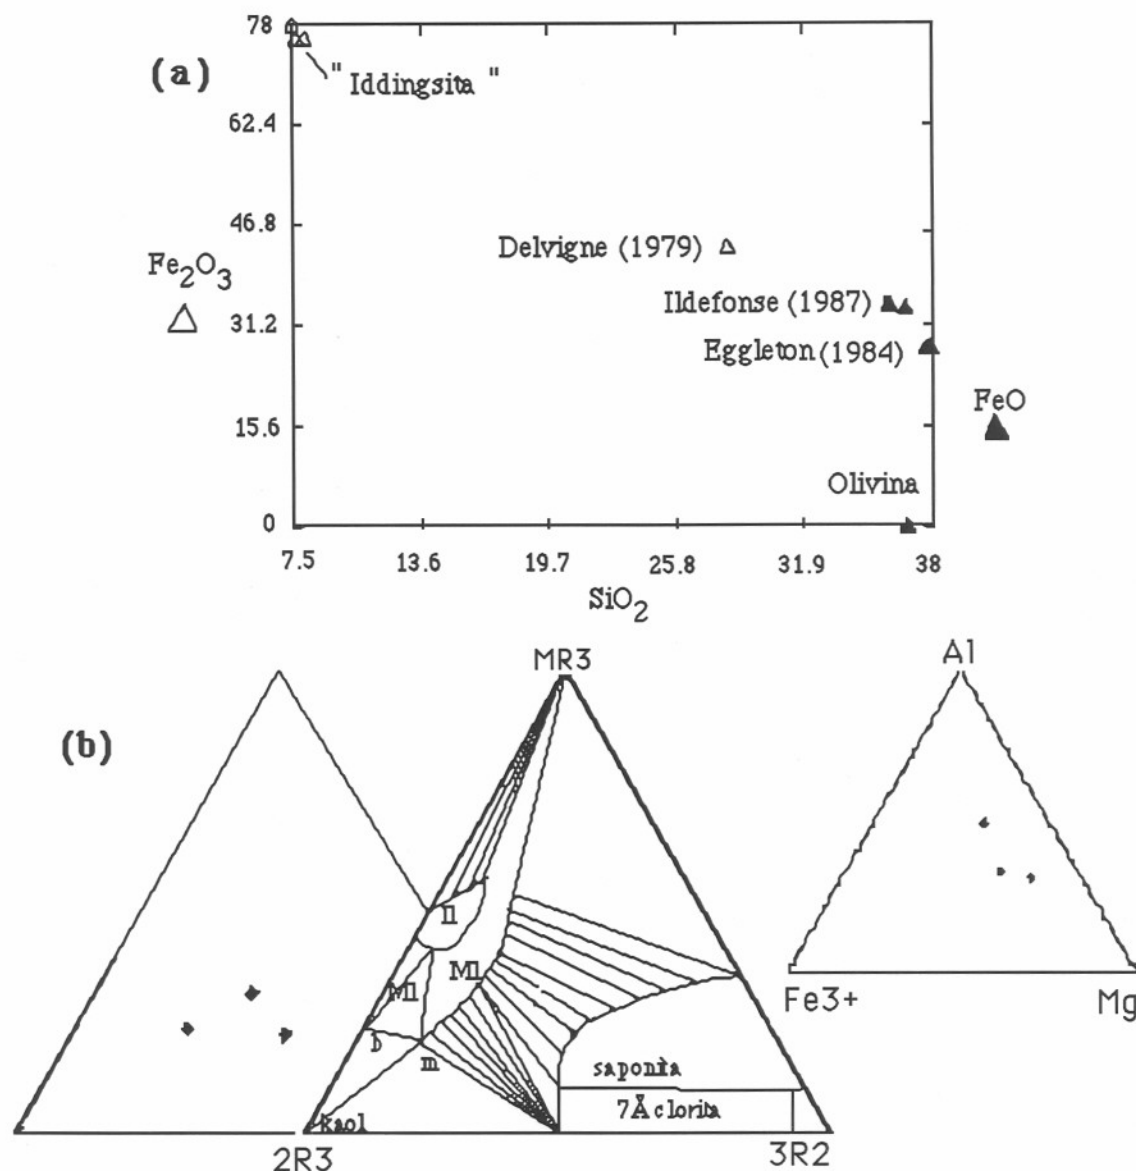 78
(a)
" Iddingsita "
62.4
46.8
Delvigne (1979)
Fe2O3
Ildefonse (1987)
31.2
Eggleton (1984)
FeO
15.6
Olivina
0
7.5 13.6 19.7 25.8 31.9 38
SiO2
MR3
Al
(b)
Il
Ml
Ml
Fe3+ Mg
b
m
saponita
7Å clorita
kaol
2R3 3R2